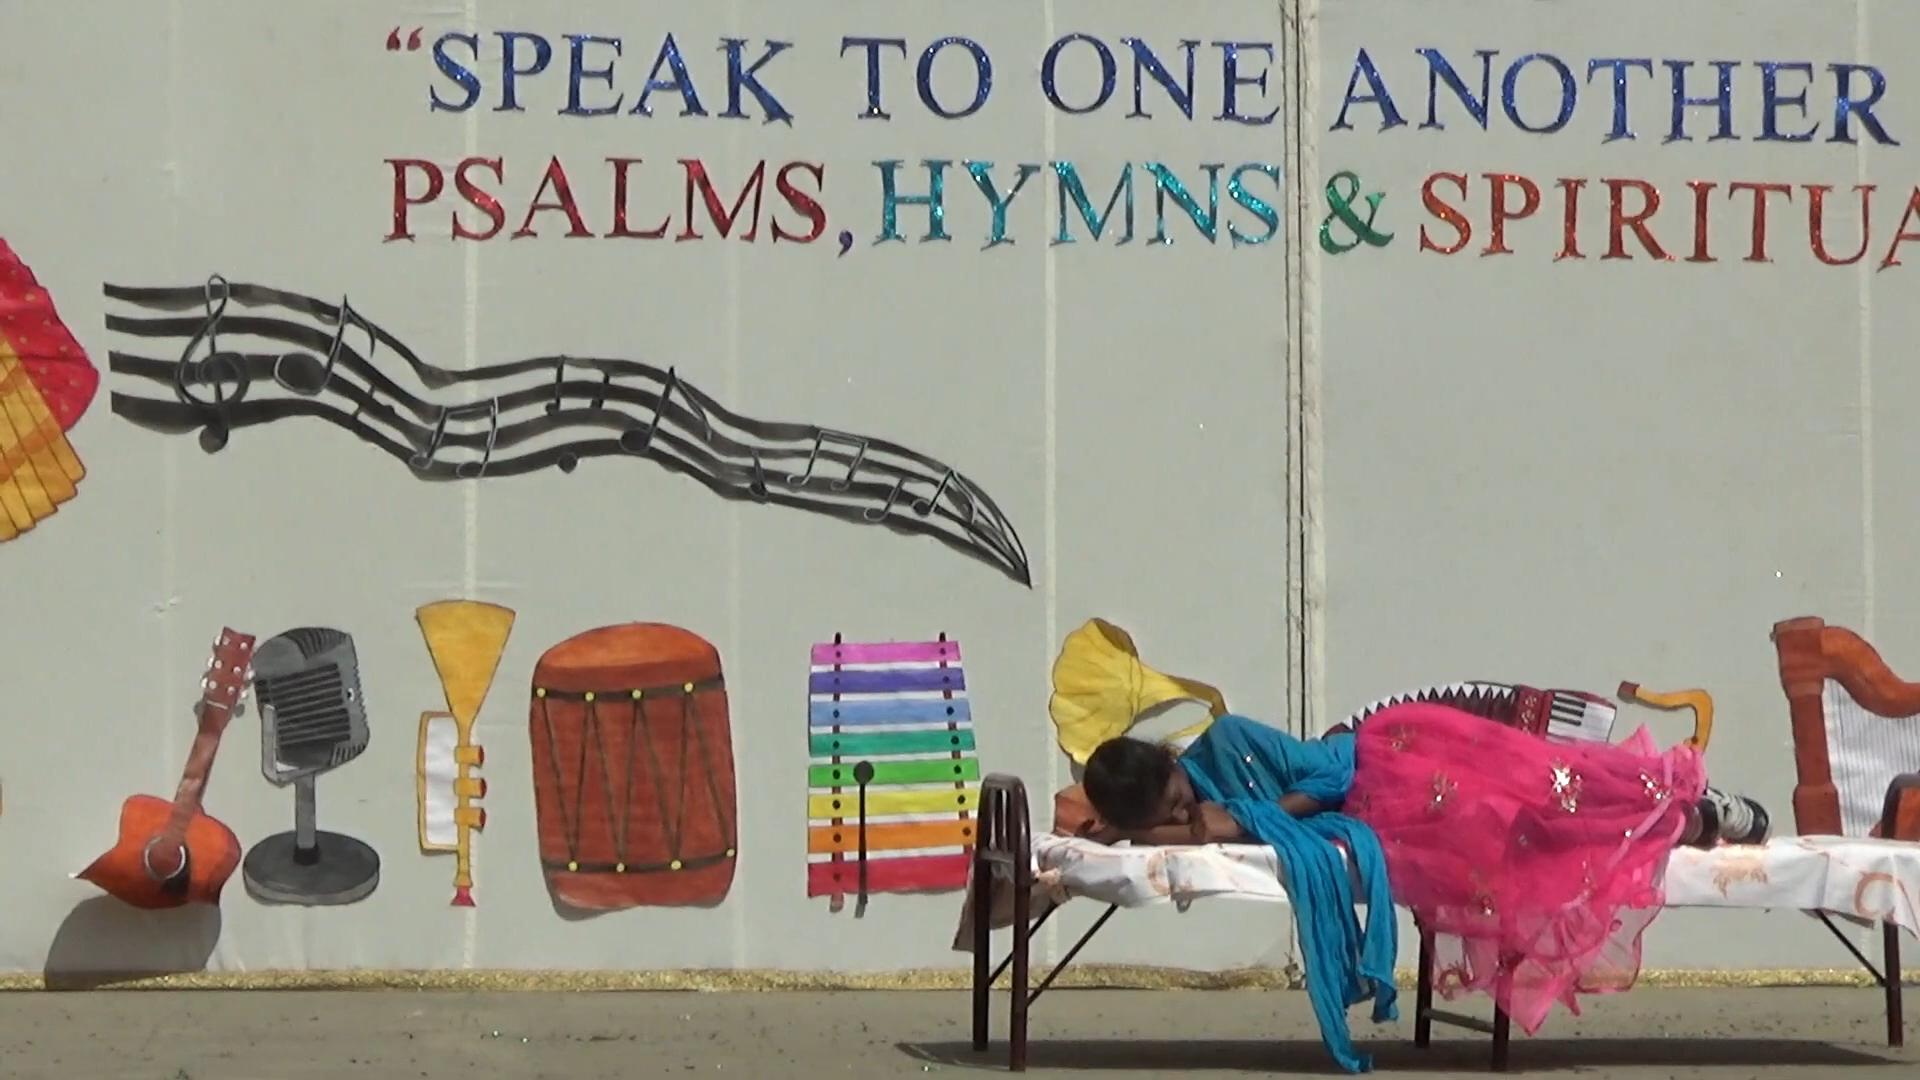 “SPEAK TO ONE ANOTHER
PSALMS, HYMNS & SPIRITUA